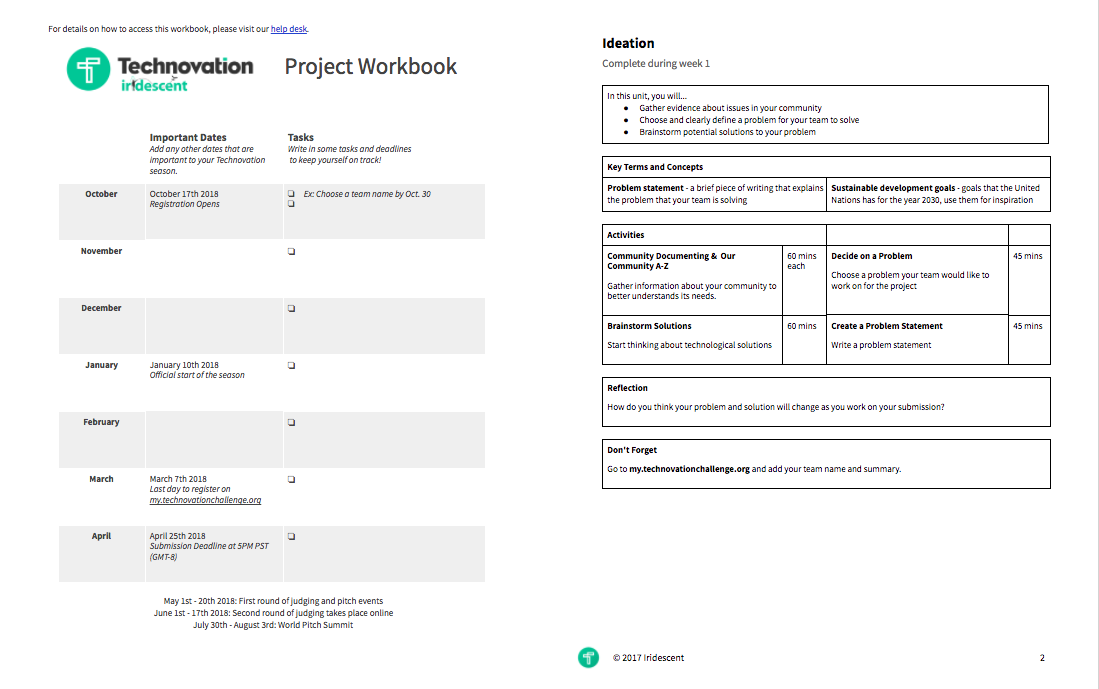 For details on how to access this workbook, please visit our help desk.
Technovation
iridescent
Project Workbook
Important Dates
Add any other dates that are
important to your Technovation
season.
Tasks
Write in some tasks and deadlines
to keep yourself on track!
October
October 17th 2018
Registration Opens
Ex: Choose a team name by Oct. 30
November
December
January
January 10th 2018
Official start of the season
February
March
March 7th 2018
Last day to register on
my.technovationchallenge.org
April
April 25th 2018
Submission Deadline at 5PM PST
(GMT-8)
May 1st - 20th 2018: First round of judging and pitch events
June 1st - 17th 2018: Second round of judging takes place online
July 30th - August 3rd: World Pitch Summit
Ideation
Complete during week 1
In this unit, you will...
● Gather evidence about issues in your community
● Choose and clearly define a problem for your team to solve
● Brainstorm potential solutions to your problem
Key Terms and Concepts
Problem statement - a brief piece of writing that explains
the problem that your team is solving
Sustainable development goals - goals that the United
Nations has for the year 2030, use them for inspiration
Activities
Community Documenting & Our
Community A-Z
Gather information about your community to
better understands its needs.
60 mins
each
Decide on a Problem
Choose a problem your team would like to
work on for the project
45 mins
Brainstorm Solutions
Start thinking about technological solutions
60 mins
Create a Problem Statement
Write a problem statement
45 mins
Reflection
How do you think your problem and solution will change as you work on your submission?
Don't Forget
Go to my.technovationchallenge.org and add your team name and summary.
© 2017 Iridescent
2